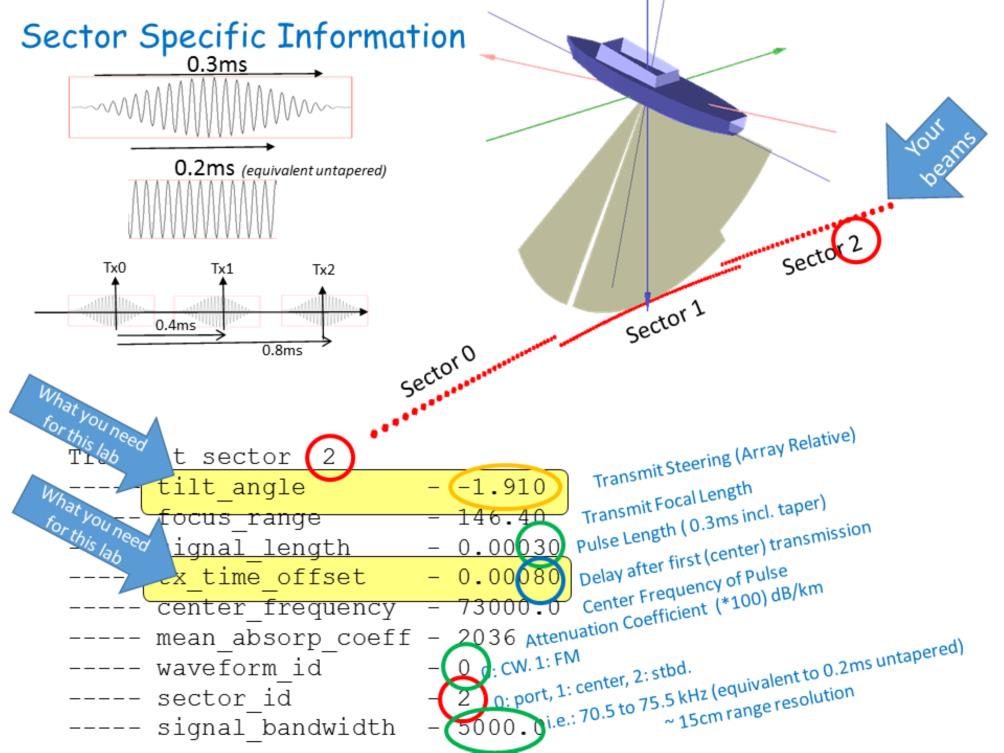 Sector Specific Information
0.3ms
0.2ms (equivalent untapered)
Tx0 Tx1 Tx2
0.4ms
0.8ms
Your
beams
Sector 2
Sector 1
Sector 0
What you need
for this lab
What you need
for this lab
t sector 2
----- tilt_angle - -1.910 Transmit Steering (Array Relative)
focus_range - 146.40 Transmit Focal Length
ignal_length - 0.00030 Pulse Length ( 0.3ms incl. taper)
x_time_offset - 0.00080 Delay after first (center) transmission
----- center_frequency - 73000.0 Center Frequency of Pulse
----- mean_absorp_coeff - 2036 Attenuation Coefficient (*100) dB/km
----- waveform_id - 0 0: CW. 1: FM
----- sector_id - 2 0: port, 1: center, 2: stbd.
----- signal_bandwidth - 5000.0 i.e.: 70.5 to 75.5 kHz (equivalent to 0.2ms untapered)
~ 15cm range resolution